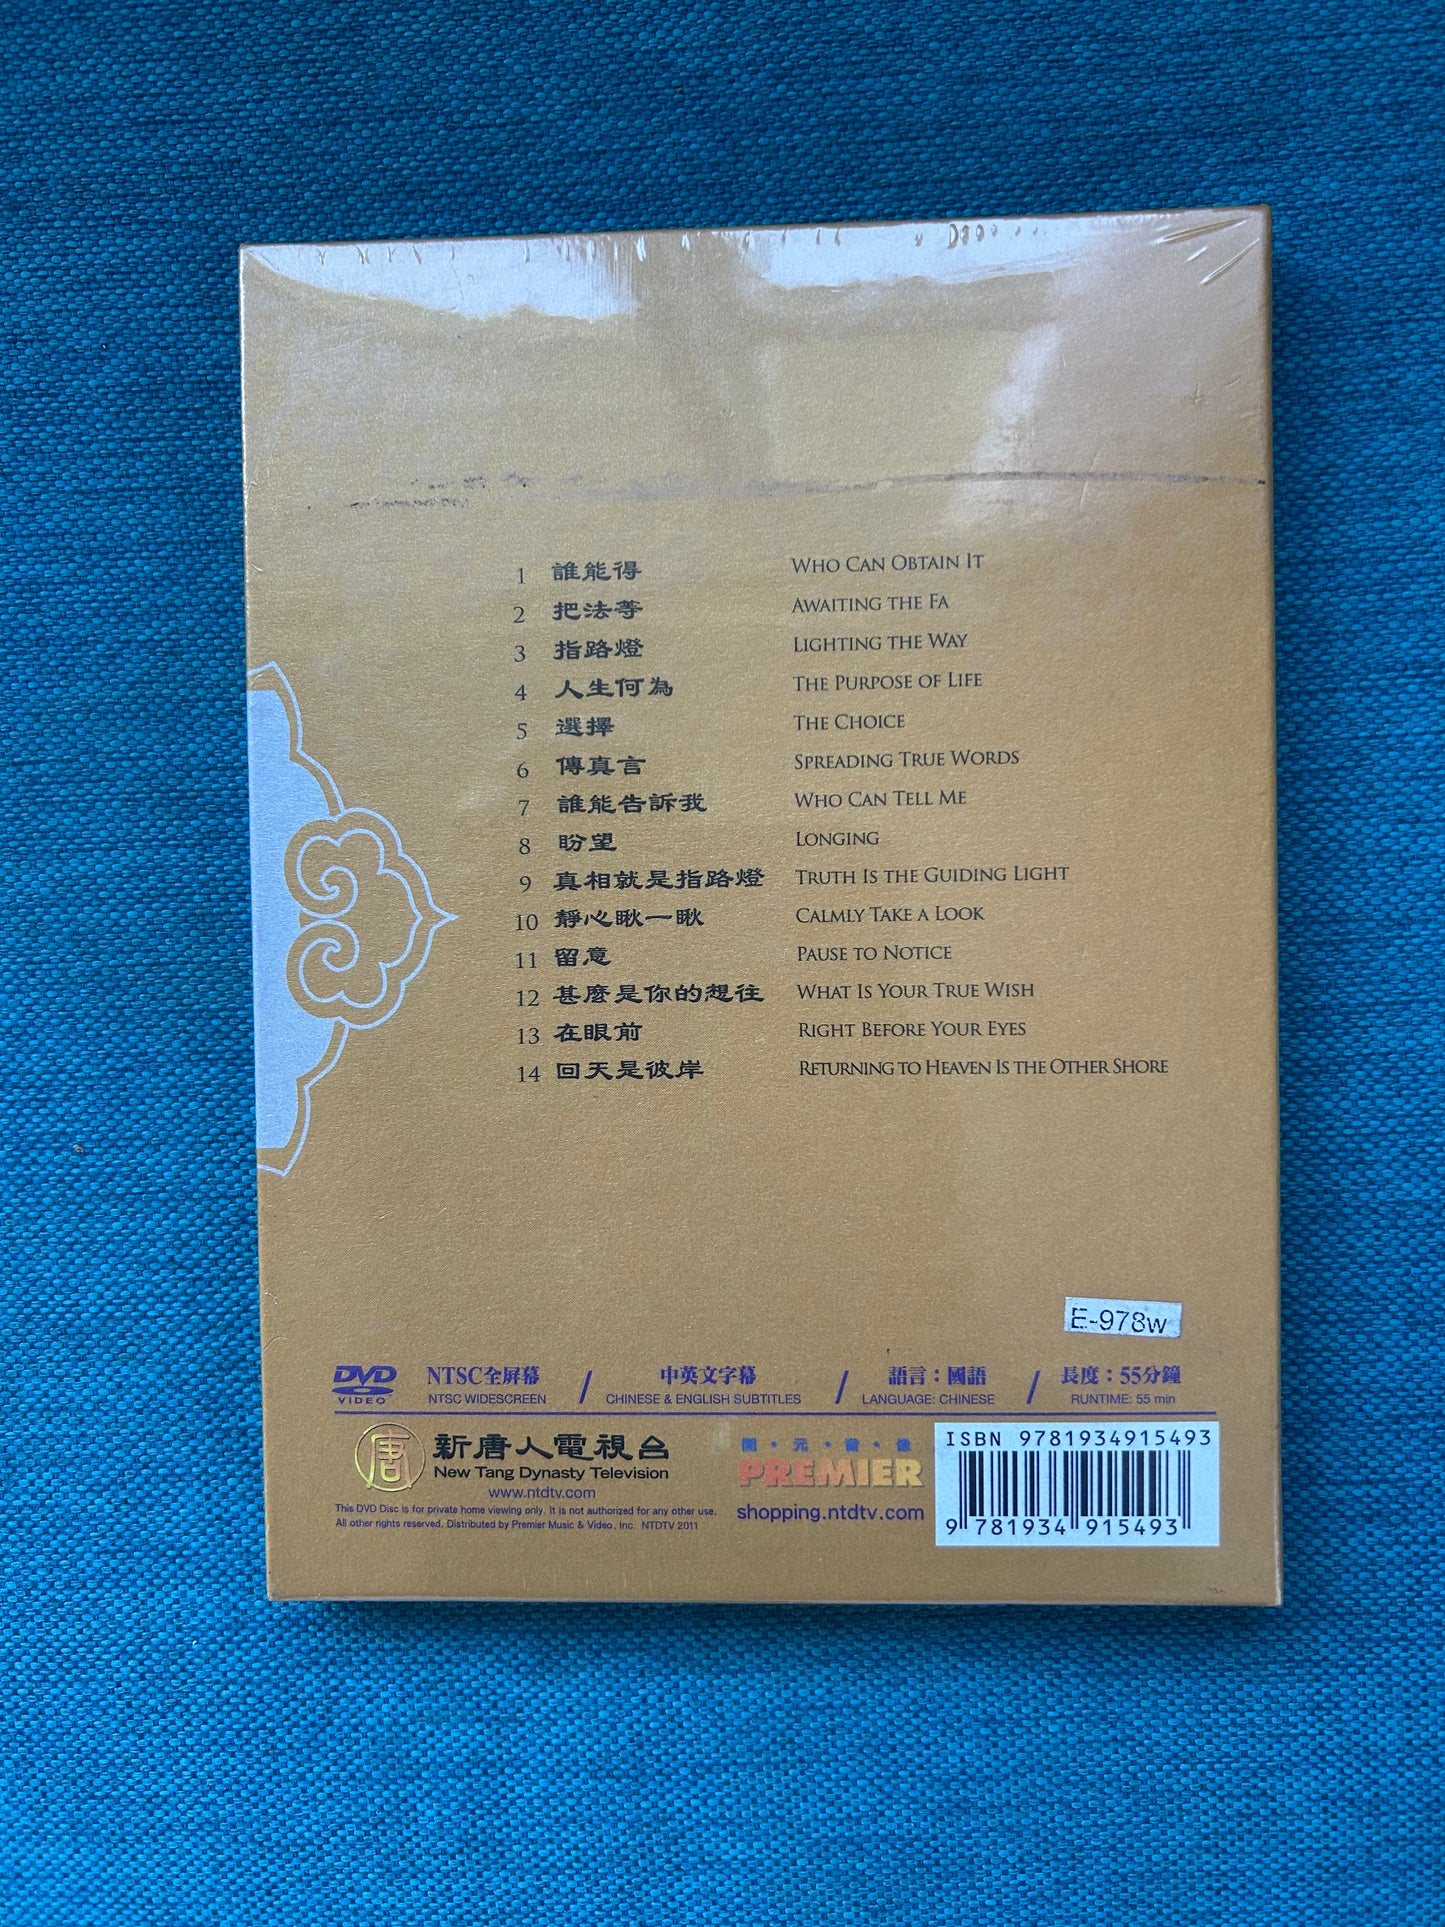 1 誰能得 WHO CAN OBTAIN IT
2 把法等 AWAITING THE FA
3 指路燈 LIGHTING THE WAY
4 人生何為 THE PURPOSE OF LIFE
5 選擇 THE CHOICE
6 傳真言 SPREADING TRUE WORDS
7 誰能告訴我 WHO CAN TELL ME
8 盼望 LONGING
9 真相就是指路燈 TRUTH IS THE GUIDING LIGHT
10 靜心瞅一瞅 CALMLY TAKE A LOOK
11 留意 PAUSE TO NOTICE
12 甚麼是你的想往 WHAT IS YOUR TRUE WISH
13 在眼前 RIGHT BEFORE YOUR EYES
14 回天是彼岸 RETURNING TO HEAVEN IS THE OTHER SHORE
E-978w
DVD VIDEO
NTSC全屏幕 / 中英文字幕 / 語言：國語 / 長度：55分鐘
NTSC WIDESCREEN CHINESE & ENGLISH SUBTITLES LANGUAGE: CHINESE RUNTIME: 55 min
唐 新唐人電視台
New Tang Dynasty Television
www.ntdtv.com
This DVD Disc is for private home viewing only. It is not authorized for any other use.
All other rights reserved. Distributed by Premier Music & Video, Inc. NTDTV 2011
開・元・音・像
PREMIER
shopping.ntdtv.com
ISBN 9781934915493
9 781934 915493